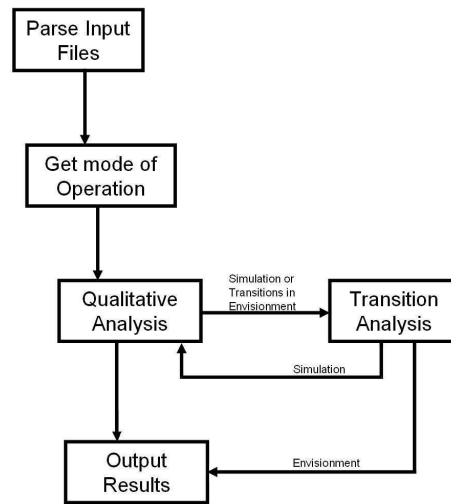 Parse Input
Files
Get mode of
Operation
Qualitative
Analysis
Simulation or
Transitions in
Envisionment
Transition
Analysis
Simulation
Output
Results
Envisionment